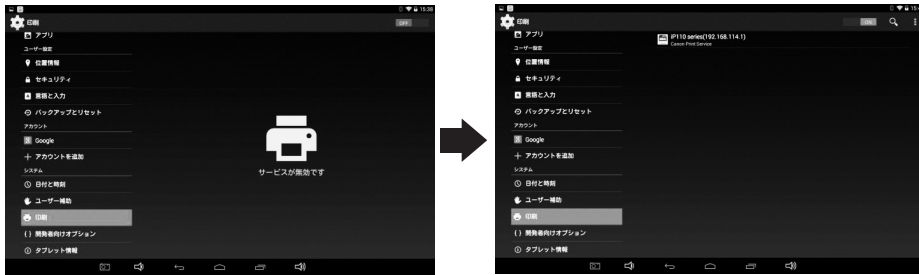 15:38
印刷
OFF
アプリ
ユーザー設定
位置情報
セキュリティ
言語と入力
バックアップとリセット
アカウント
Google
アカウントを追加
システム
日付と時刻
ユーザー補助
印刷
開発者向けオプション
タブレット情報
サービスが無効です
印刷
ON
アプリ
ユーザー設定
位置情報
セキュリティ
言語と入力
バックアップとリセット
アカウント
Google
アカウントを追加
システム
日付と時刻
ユーザー補助
印刷
開発者向けオプション
タブレット情報
iP110 series(192.168.114.1)
Canon Print Service